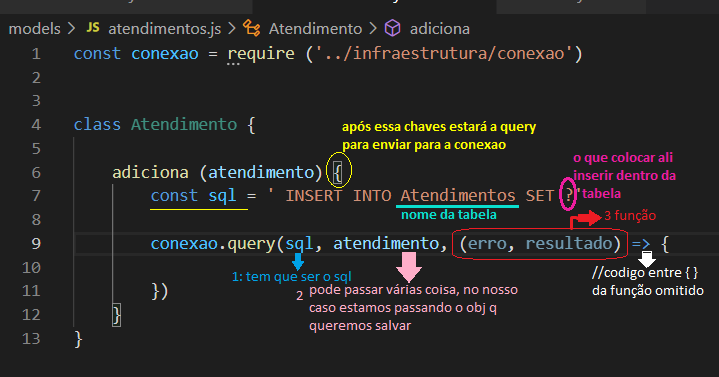 models > JS atendimentos.js > Atendimento > adiciona
1 const conexao = require ('../infraestrutura/conexao')
2
3
4 class Atendimento {
após essa chaves estará a query
para enviar para a conexao
5
6 adiciona (atendimento) {
o que colocar ali
inserir dentro da
tabela
7 const sql = ' INSERT INTO Atendimentos SET ?'
nome da tabela
3 função
8
9 conexao.query(sql, atendimento, (erro, resultado) => {
10
1: tem que ser o sql
//codigo entre { }
da função omitido
2 pode passar várias coisa, no nosso
caso estamos passando o obj q
queremos salvar
11 })
12 }
13 }